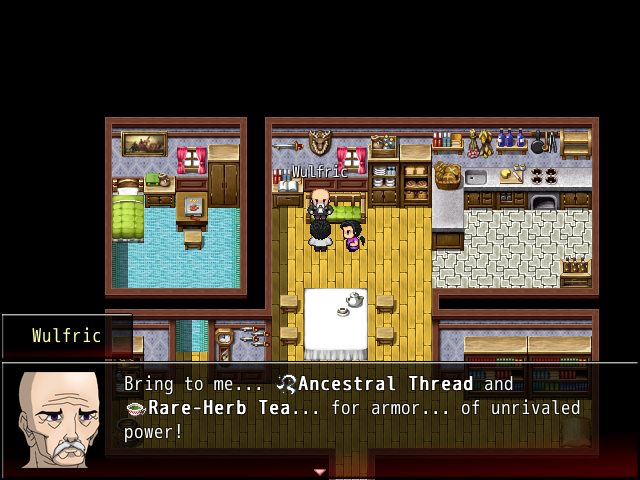 Wulfric
Wulfric
Bring to me... Ancestral Thread and
Rare-Herb Tea... for armor... of unrivaled
power!